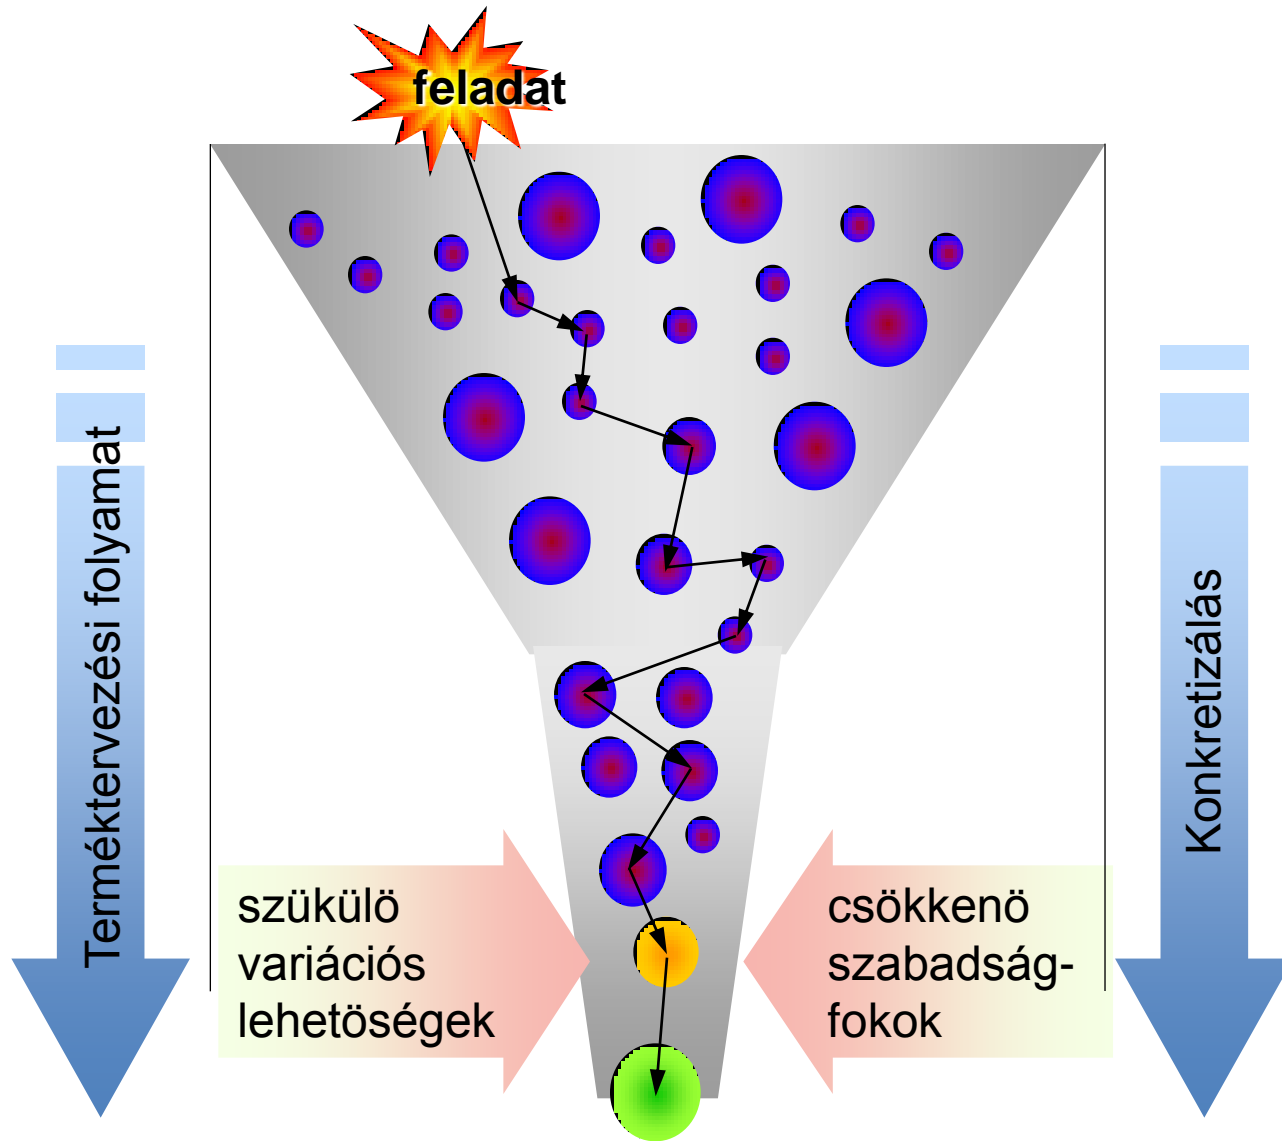 feladat
Terméktervezési folyamat
Konkretizálás
szükülö
variációs
lehetöségek
csökkenö
szabadság-
fokok